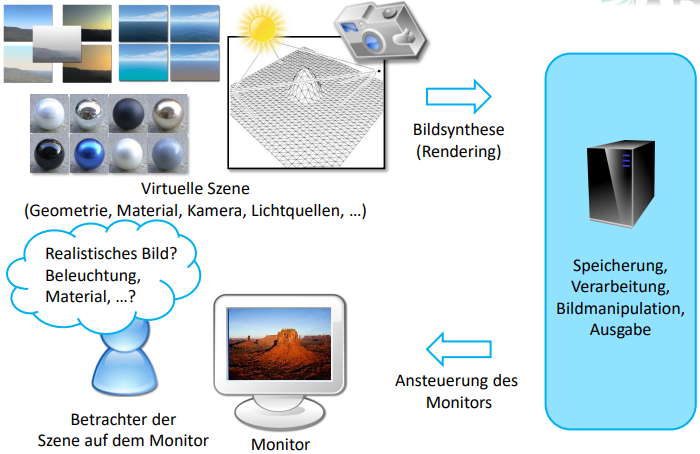 Bildsynthese
(Rendering)
Virtuelle Szene
(Geometrie, Material, Kamera, Lichtquellen, …)
Realistisches Bild?
Beleuchtung,
Material, …?
Speicherung,
Verarbeitung,
Bildmanipulation,
Ausgabe
Ansteuerung des
Monitors
Betrachter der
Szene auf dem Monitor
Monitor